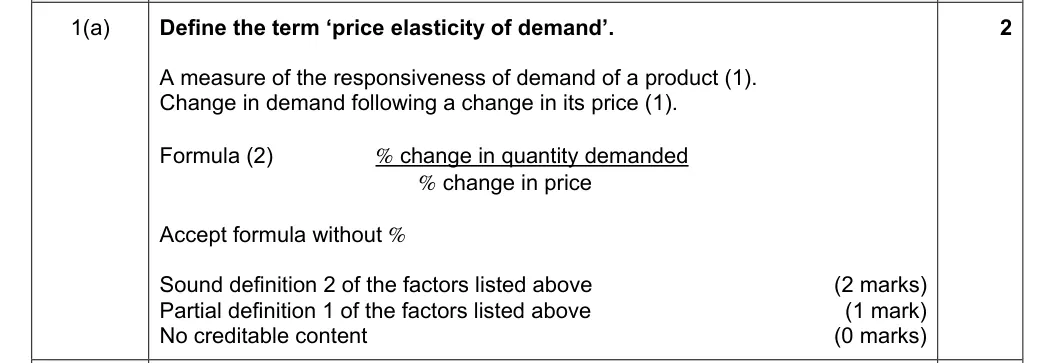 1(a) Define the term ‘price elasticity of demand’. 2
A measure of the responsiveness of demand of a product (1).
Change in demand following a change in its price (1).
Formula (2) % change in quantity demanded
% change in price
Accept formula without %
Sound definition 2 of the factors listed above (2 marks)
Partial definition 1 of the factors listed above (1 mark)
No creditable content (0 marks)